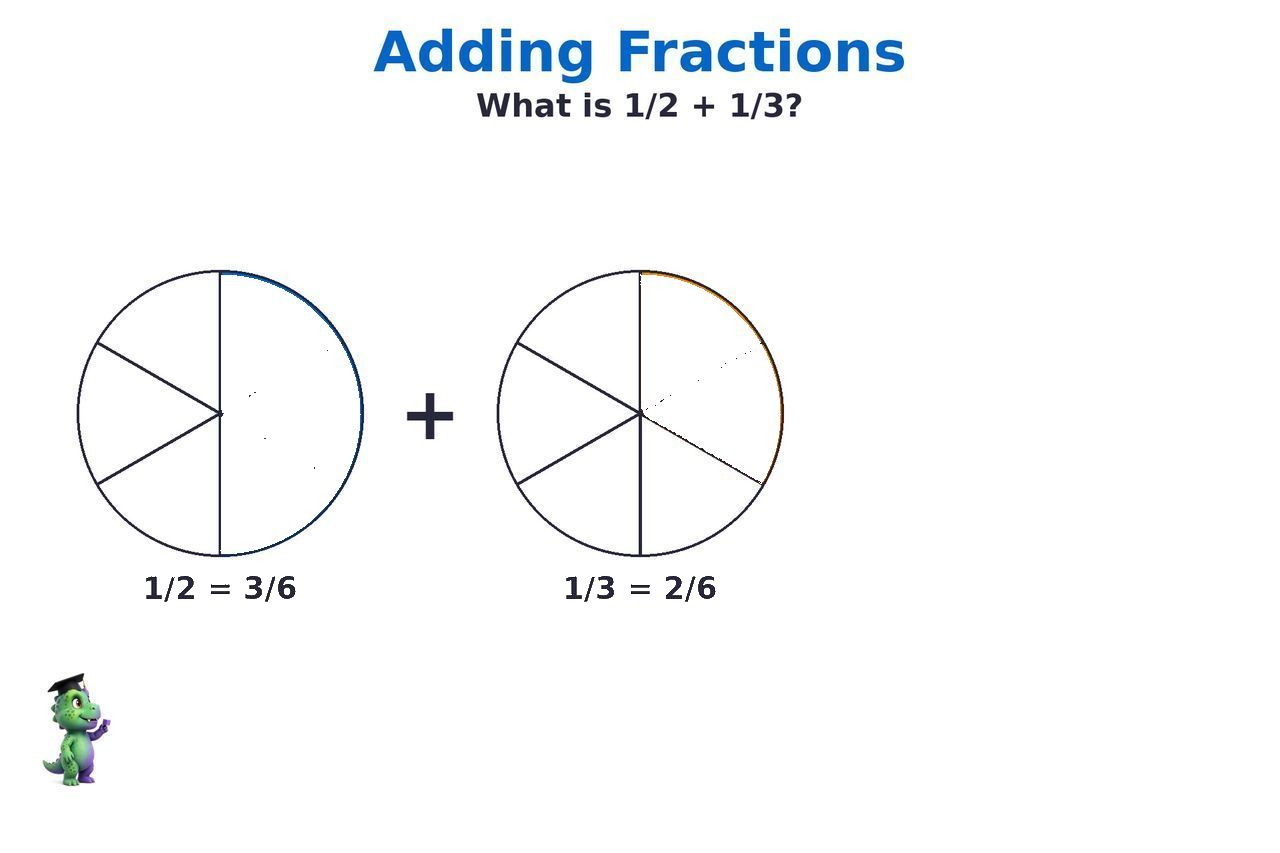 Adding Fractions
What is 1/2 + 1/3?
+
1/2 = 3/6
1/3 = 2/6